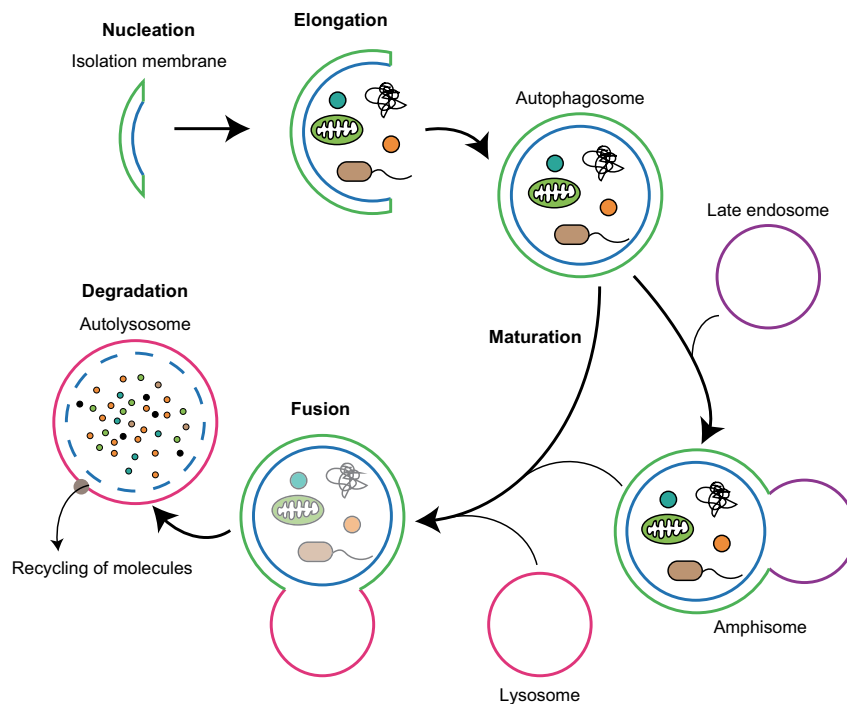 Nucleation
Isolation membrane
Elongation
Autophagosome
Late endosome
Maturation
Degradation
Autolysosome
Fusion
Recycling of molecules
Amphisome
Lysosome